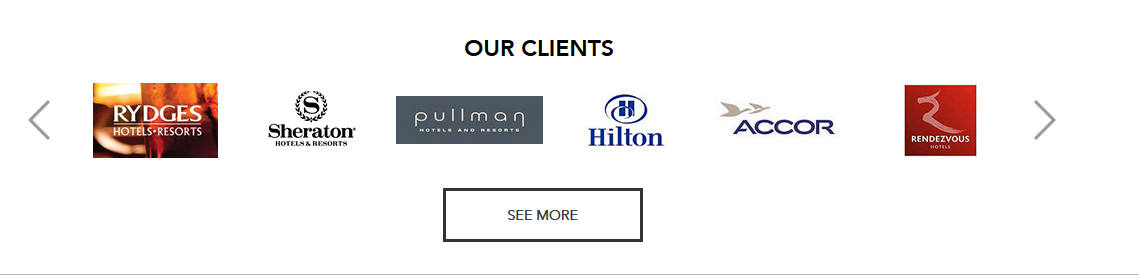 OUR CLIENTS
RYDGES
HOTELS•RESORTS
S
Sheraton®
HOTELS & RESORTS
pullman
HOTELS AND RESORTS
H
Hilton
ACCOR
R
RENDEZVOUS
HOTELS
SEE MORE